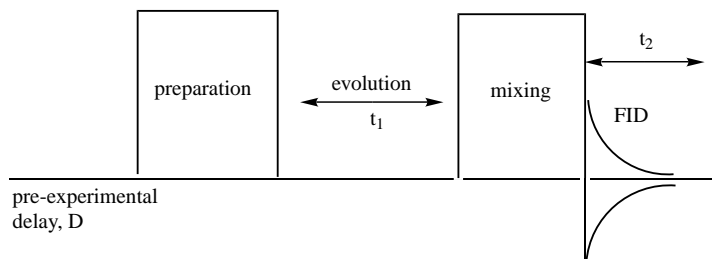 preparation
evolution
t1
mixing
t2
FID
pre-experimental
delay, D